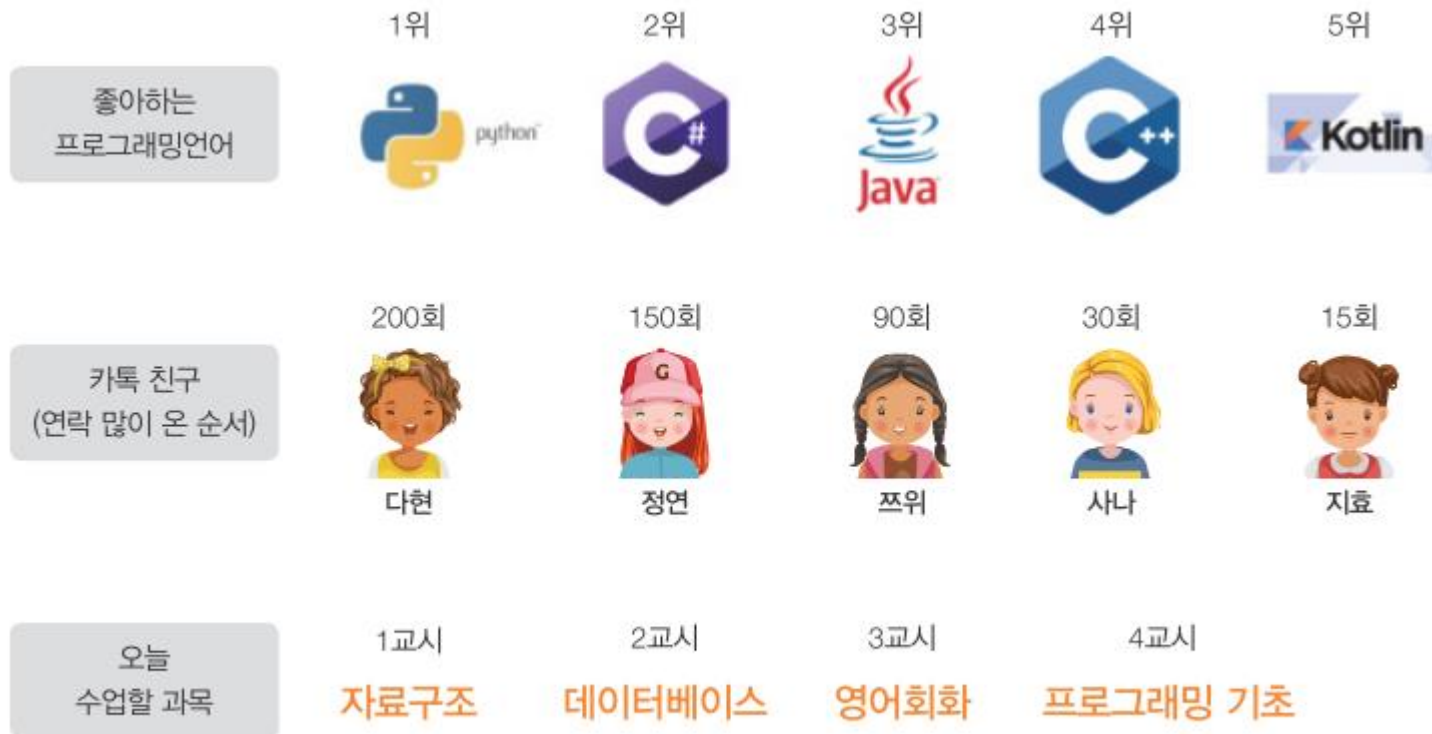 1위 2위 3위 4위 5위
좋아하는
프로그래밍언어
python
C#
Java
C++
Kotlin
200회 150회 90회 30회 15회
카톡 친구
(연락 많이 온 순서)
G
다현 정연 쯔위 사나 지효
1교시 2교시 3교시 4교시
오늘
수업할 과목
자료구조 데이터베이스 영어회화 프로그래밍 기초